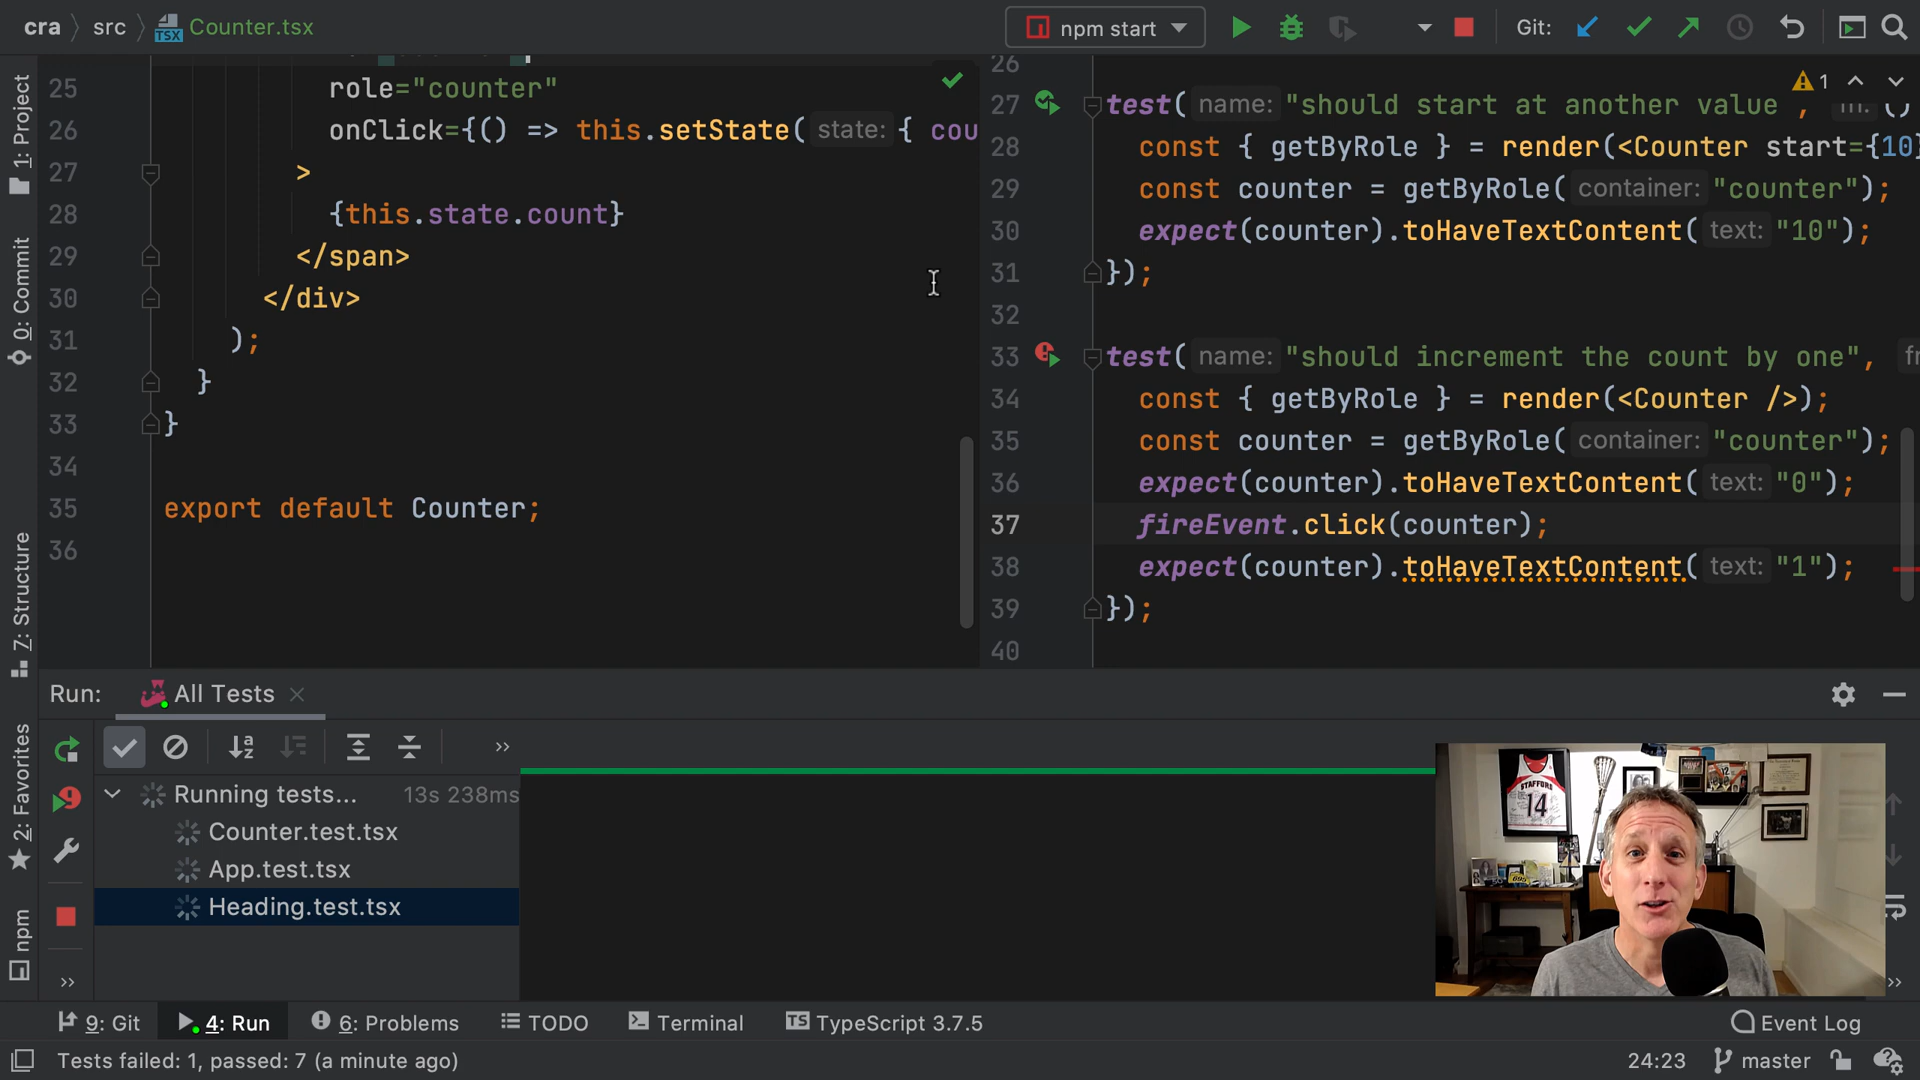 cra src Counter.tsx
npm start
Git:
1: Project
0: Commit
7: Structure
2: Favorites
npm
25 role="counter"
26 onClick={() => this.setState( state: { cou
27 >
28 {this.state.count}
29 </span>
30 </div>
31 );
32 }
33 }
34
35 export default Counter;
36
1
26
27 test( name: "should start at another value ,
28 const { getByRole } = render(<Counter start={10}
29 const counter = getByRole( container: "counter");
30 expect(counter).toHaveTextContent( text: "10");
31 });
32
33 test( name: "should increment the count by one", fr
34 const { getByRole } = render(<Counter />);
35 const counter = getByRole( container: "counter");
36 expect(counter).toHaveTextContent( text: "0");
37 fireEvent.click(counter);
38 expect(counter).toHaveTextContent( text: "1");
39 });
40
Run: All Tests
Running tests... 13s 238ms
Counter.test.tsx
App.test.tsx
Heading.test.tsx
STAFFORD
14
9: Git 4: Run 6: Problems TODO Terminal TS TypeScript 3.7.5 Event Log
Tests failed: 1, passed: 7 (a minute ago) 24:23 master